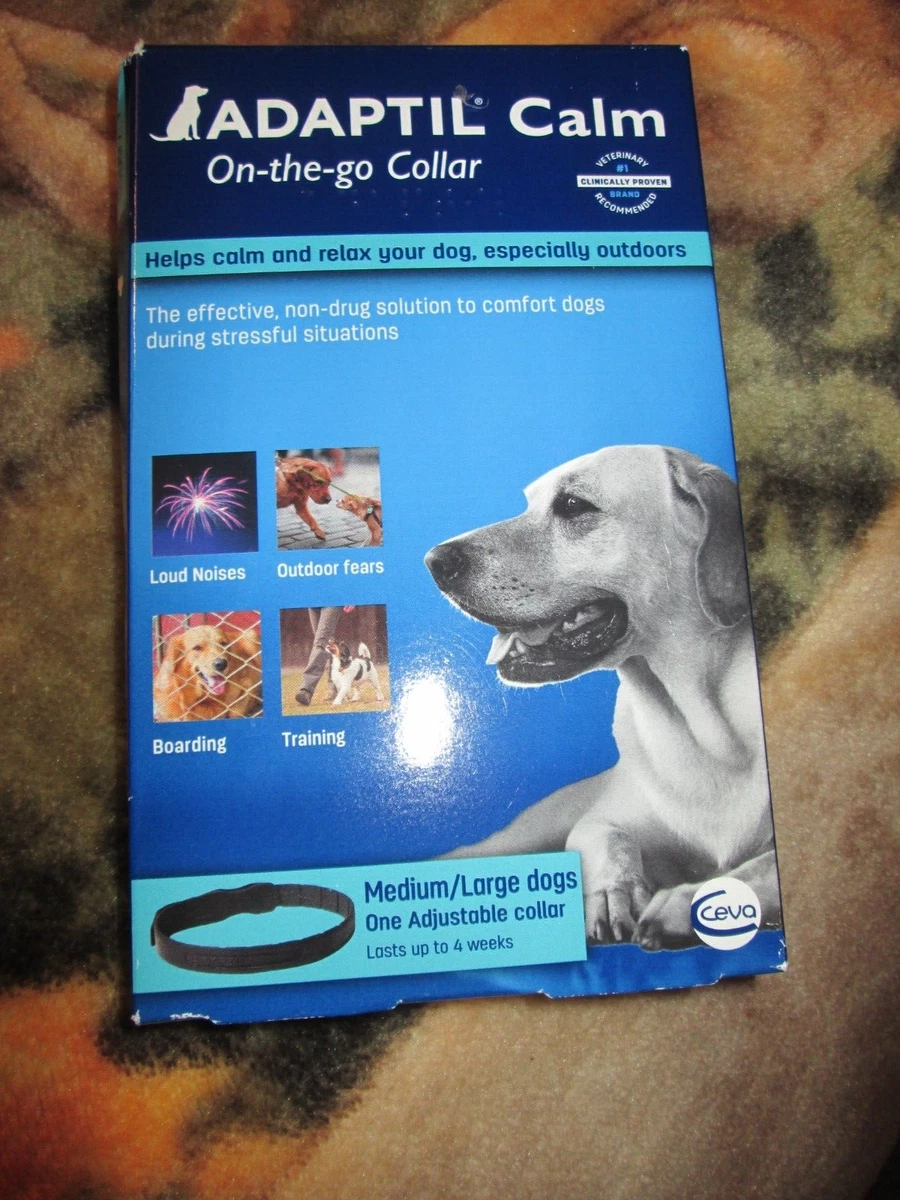 ADAPTIL® Calm
On-the-go Collar
VETERINARY
#1
CLINICALLY PROVEN
BRAND
RECOMMENDED
Helps calm and relax your dog, especially outdoors
The effective, non-drug solution to comfort dogs
during stressful situations
Loud Noises
Outdoor fears
Boarding
Training
Medium/Large dogs
One Adjustable collar
Lasts up to 4 weeks
Ceva